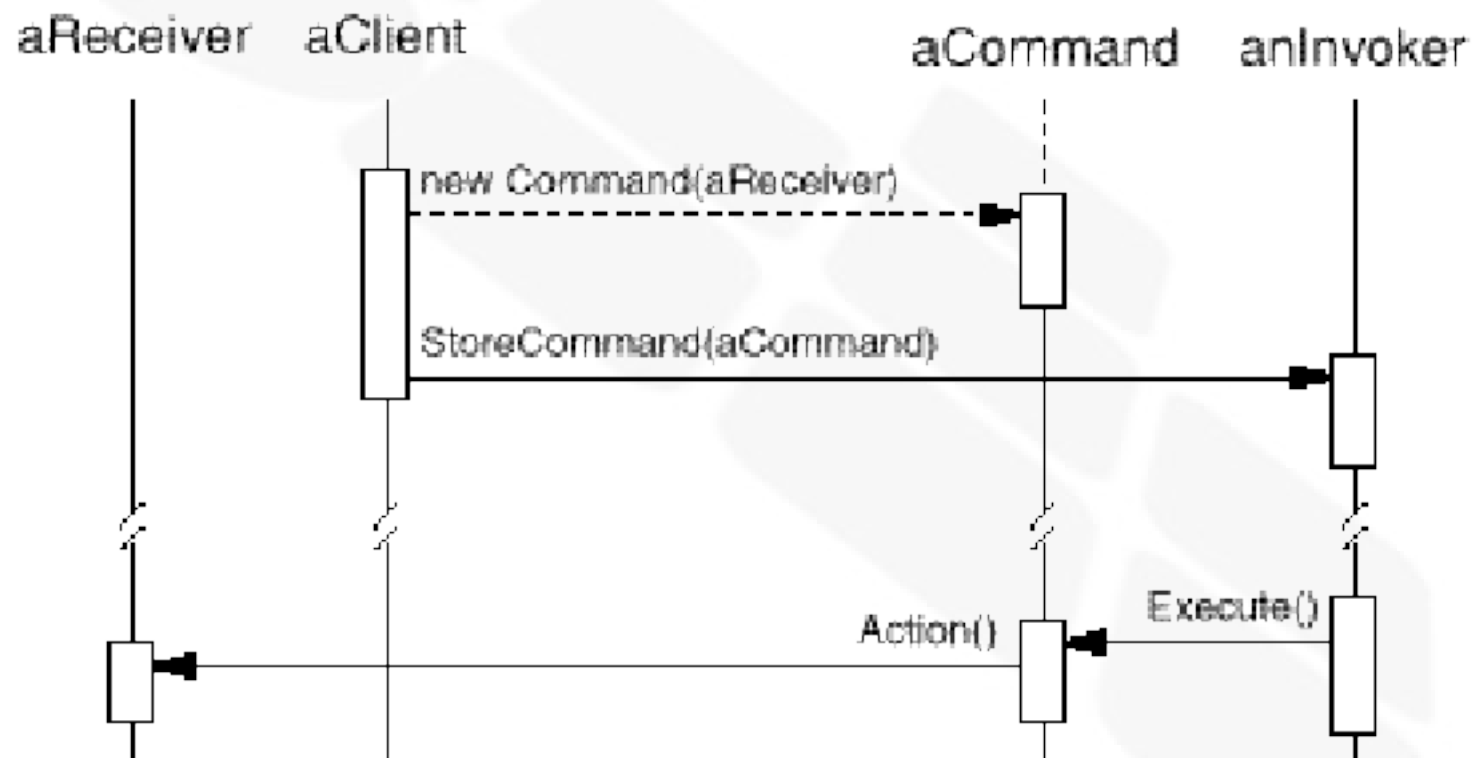 aReceiver aClient aCommand anInvoker
new Command(aReceiver)
StoreCommand(aCommand)
Execute()
Action()